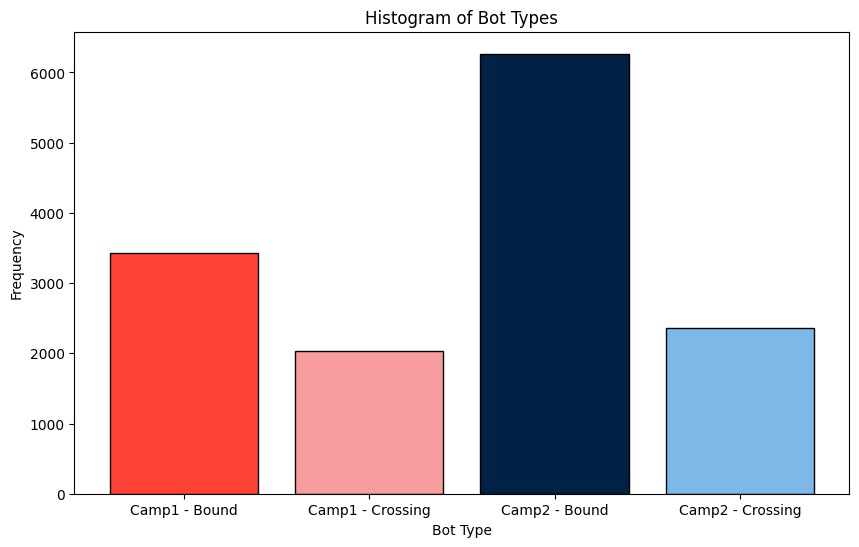 Histogram of Bot Types
Frequency
6000
5000
4000
3000
2000
1000
0
Camp1 - Bound
Camp1 - Crossing
Camp2 - Bound
Camp2 - Crossing
Bot Type